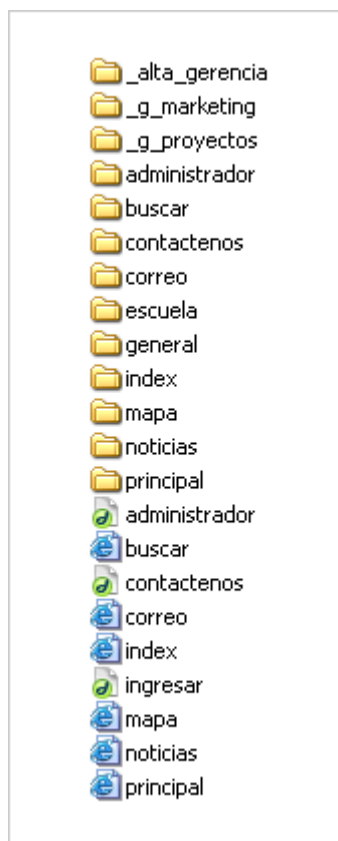 _alta_gerencia
_g_marketing
_g_proyectos
administrador
buscar
contactenos
correo
escuela
general
index
mapa
noticias
principal
administrador
buscar
contactenos
correo
index
ingresar
mapa
noticias
principal